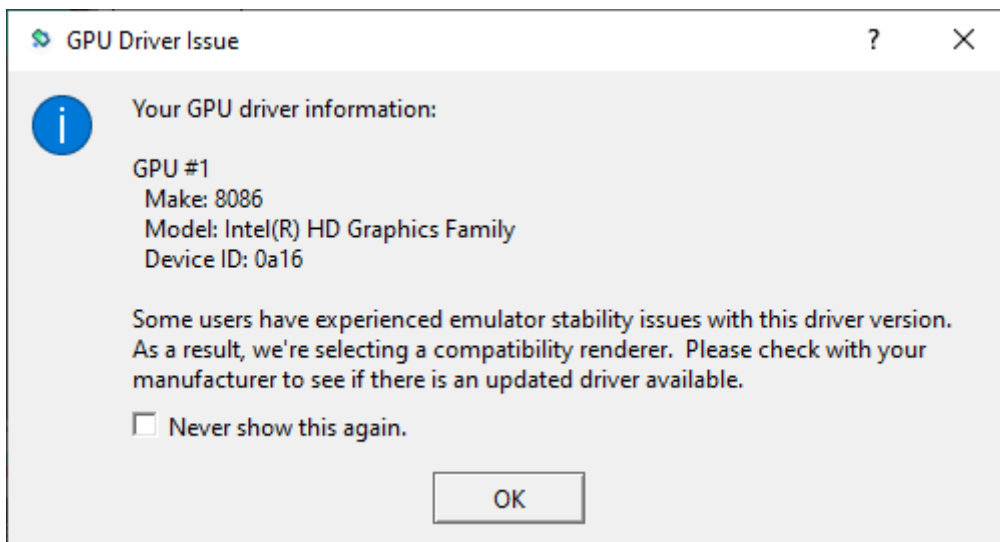 GPU Driver Issue
Your GPU driver information:
GPU #1
Make: 8086
Model: Intel(R) HD Graphics Family
Device ID: 0a16
Some users have experienced emulator stability issues with this driver version.
As a result, we're selecting a compatibility renderer.  Please check with your
manufacturer to see if there is an updated driver available.
Never show this again.
OK